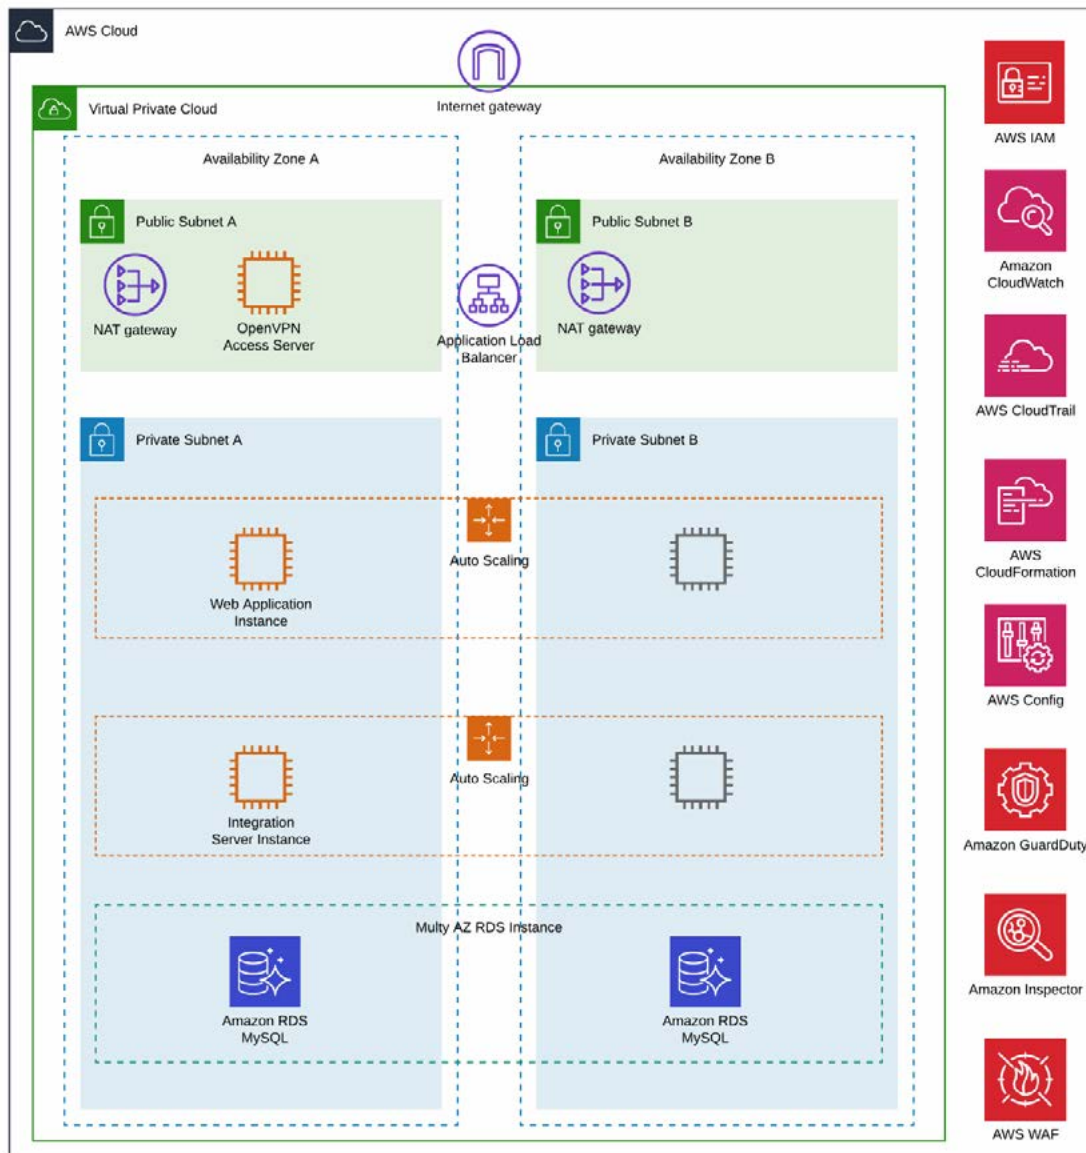 AWS Cloud
Internet gateway
Virtual Private Cloud
Availability Zone A
Availability Zone B
Public Subnet A
Public Subnet B
NAT gateway
OpenVPN
Access Server
Application Load
Balancer
NAT gateway
Private Subnet A
Private Subnet B
Auto Scaling
Web Application
Instance
Auto Scaling
Integration
Server Instance
Multy AZ RDS Instance
Amazon RDS
MySQL
Amazon RDS
MySQL
AWS IAM
Amazon
CloudWatch
AWS CloudTrail
AWS
CloudFormation
AWS Config
Amazon GuardDuty
Amazon Inspector
AWS WAF